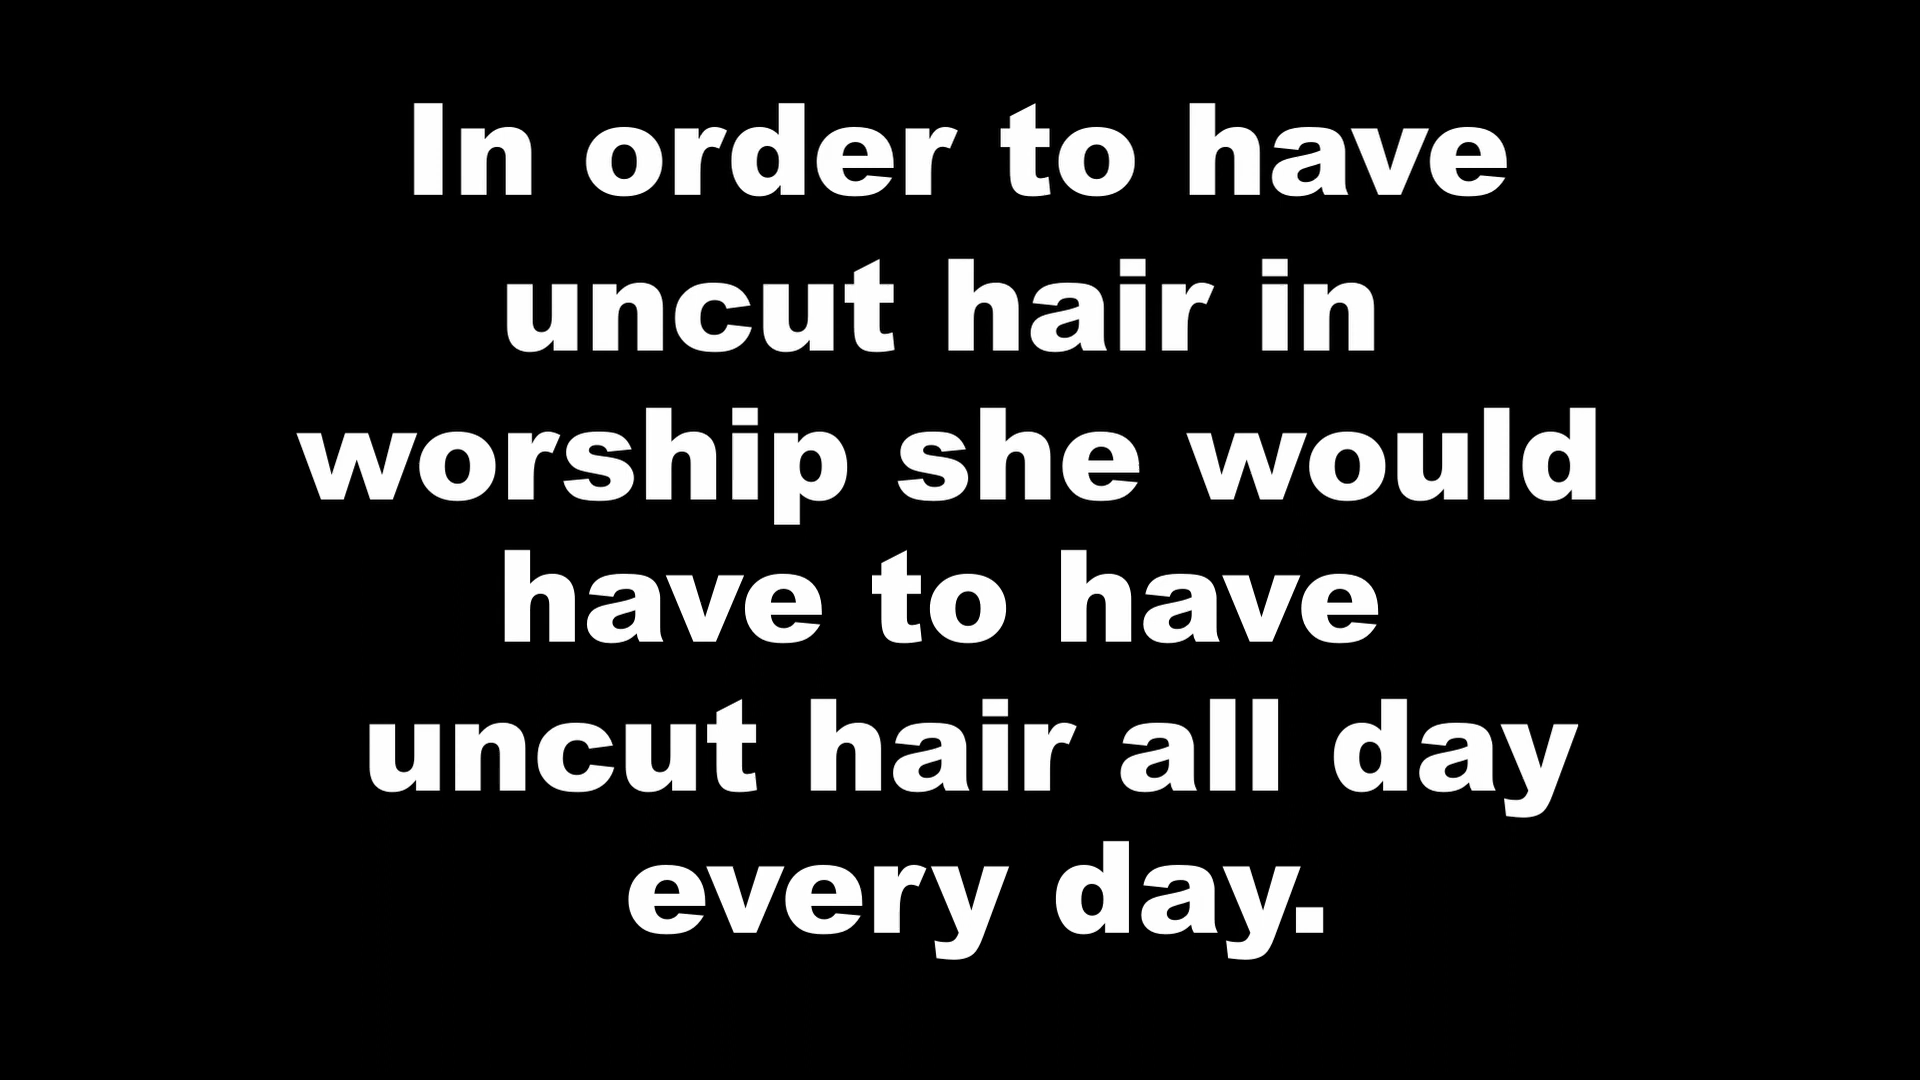 In order to have
uncut hair in
worship she would
have to have
uncut hair all day
every day.